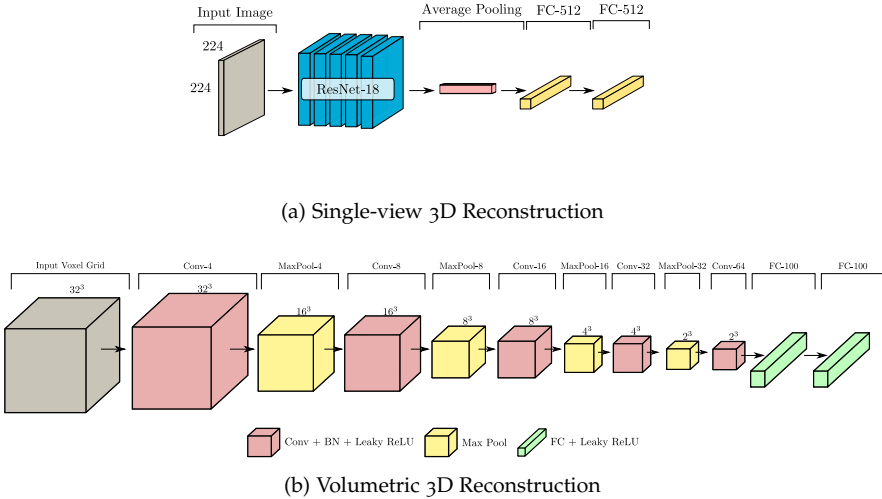 Input Image
Average Pooling
FC-512
FC-512
224
224
ResNet-18
(a) Single-view 3D Reconstruction
Input Voxel Grid
Conv-4
MaxPool-4
Conv-8
MaxPool-8
Conv-16
MaxPool-16
Conv-32
MaxPool-32
Conv-64
FC-100
FC-100
32³
32³
16³
16³
8³
8³
4³
4³
2³
2³
Conv + BN + Leaky ReLU
Max Pool
FC + Leaky ReLU
(b) Volumetric 3D Reconstruction